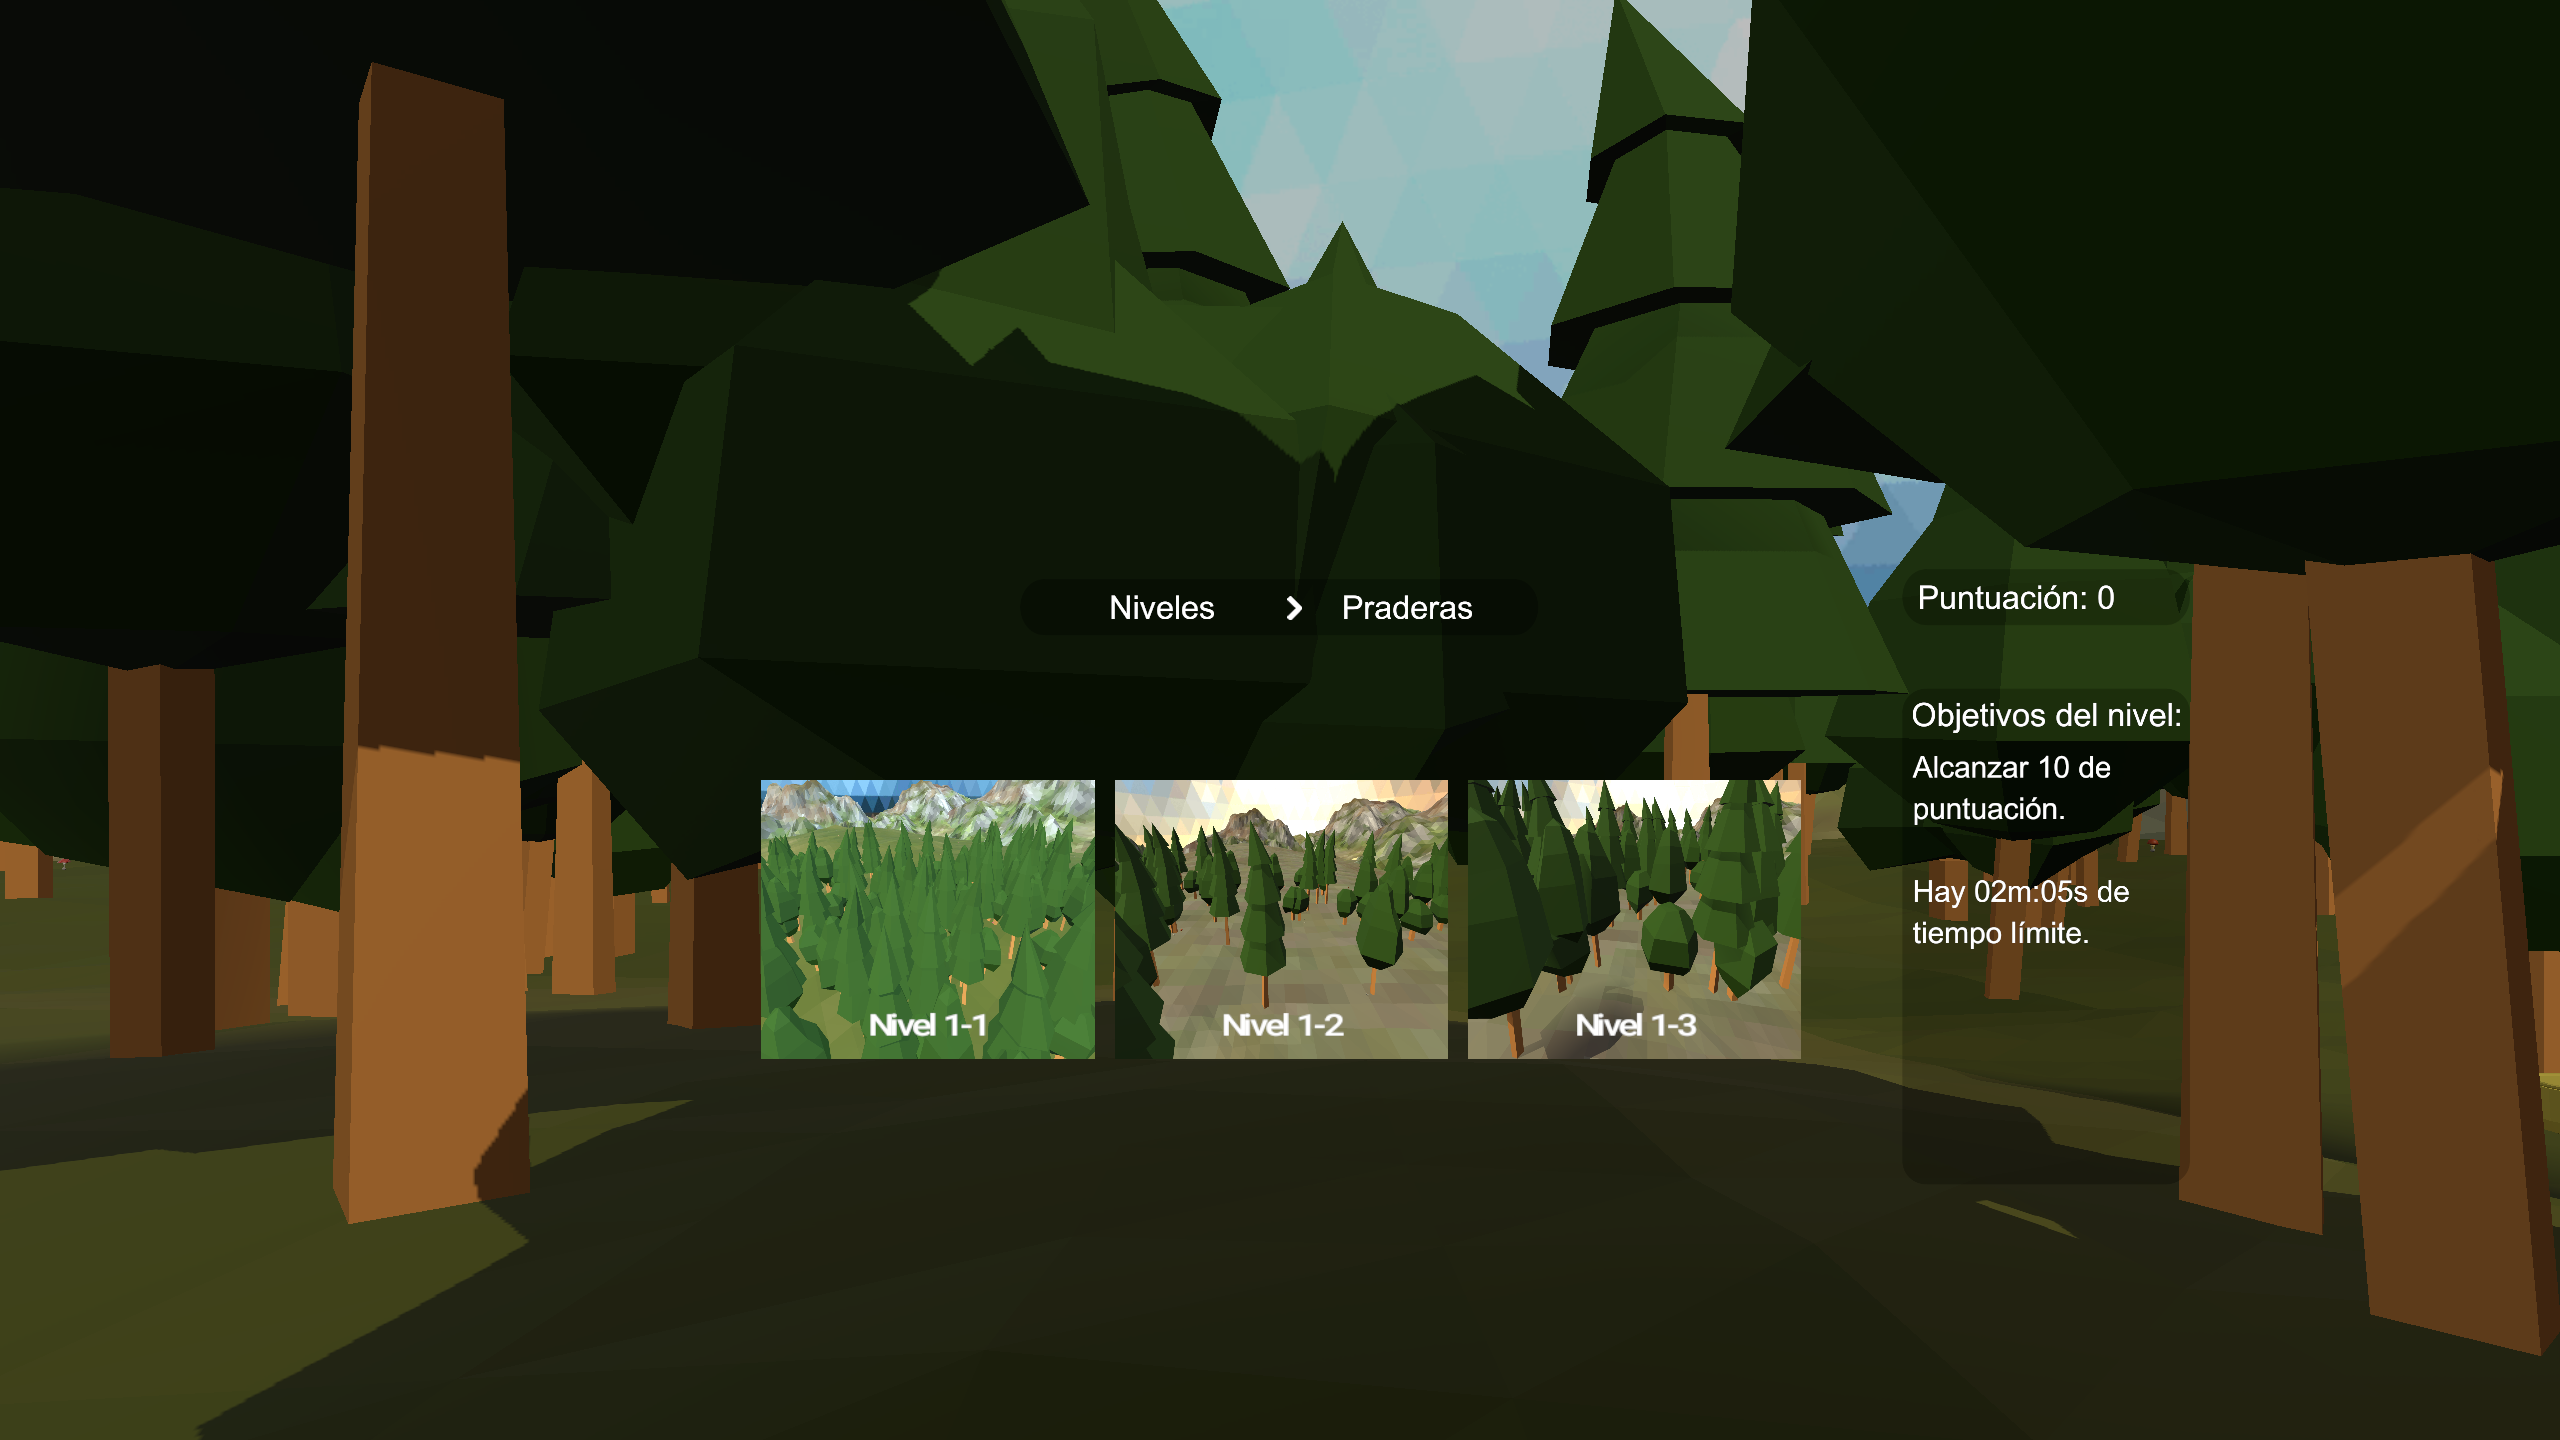 Niveles > Praderas
Puntuación: 0
Objetivos del nivel:
Alcanzar 10 de
puntuación.
Hay 02m:05s de
tiempo límite.
Nivel 1-1
Nivel 1-2
Nivel 1-3